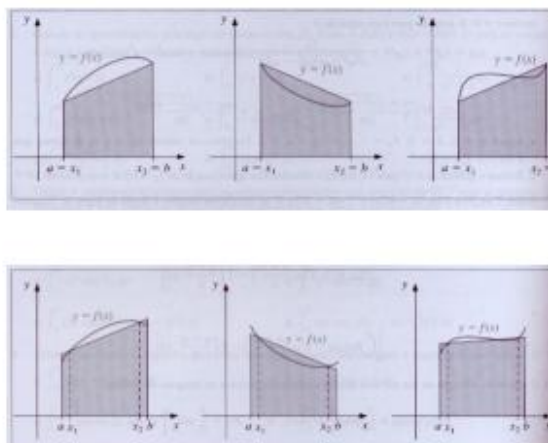 y y y
y = f(x) y = f(x) y = f(x)
a = x₁ x₂ = b x a = x₁ x₂ = b x a = x₁
y y y
y = f(x) y = f(x) y = f(x)
a x₁ x₂ b x a x₁ x₂ b x a x₁ x₂ b x